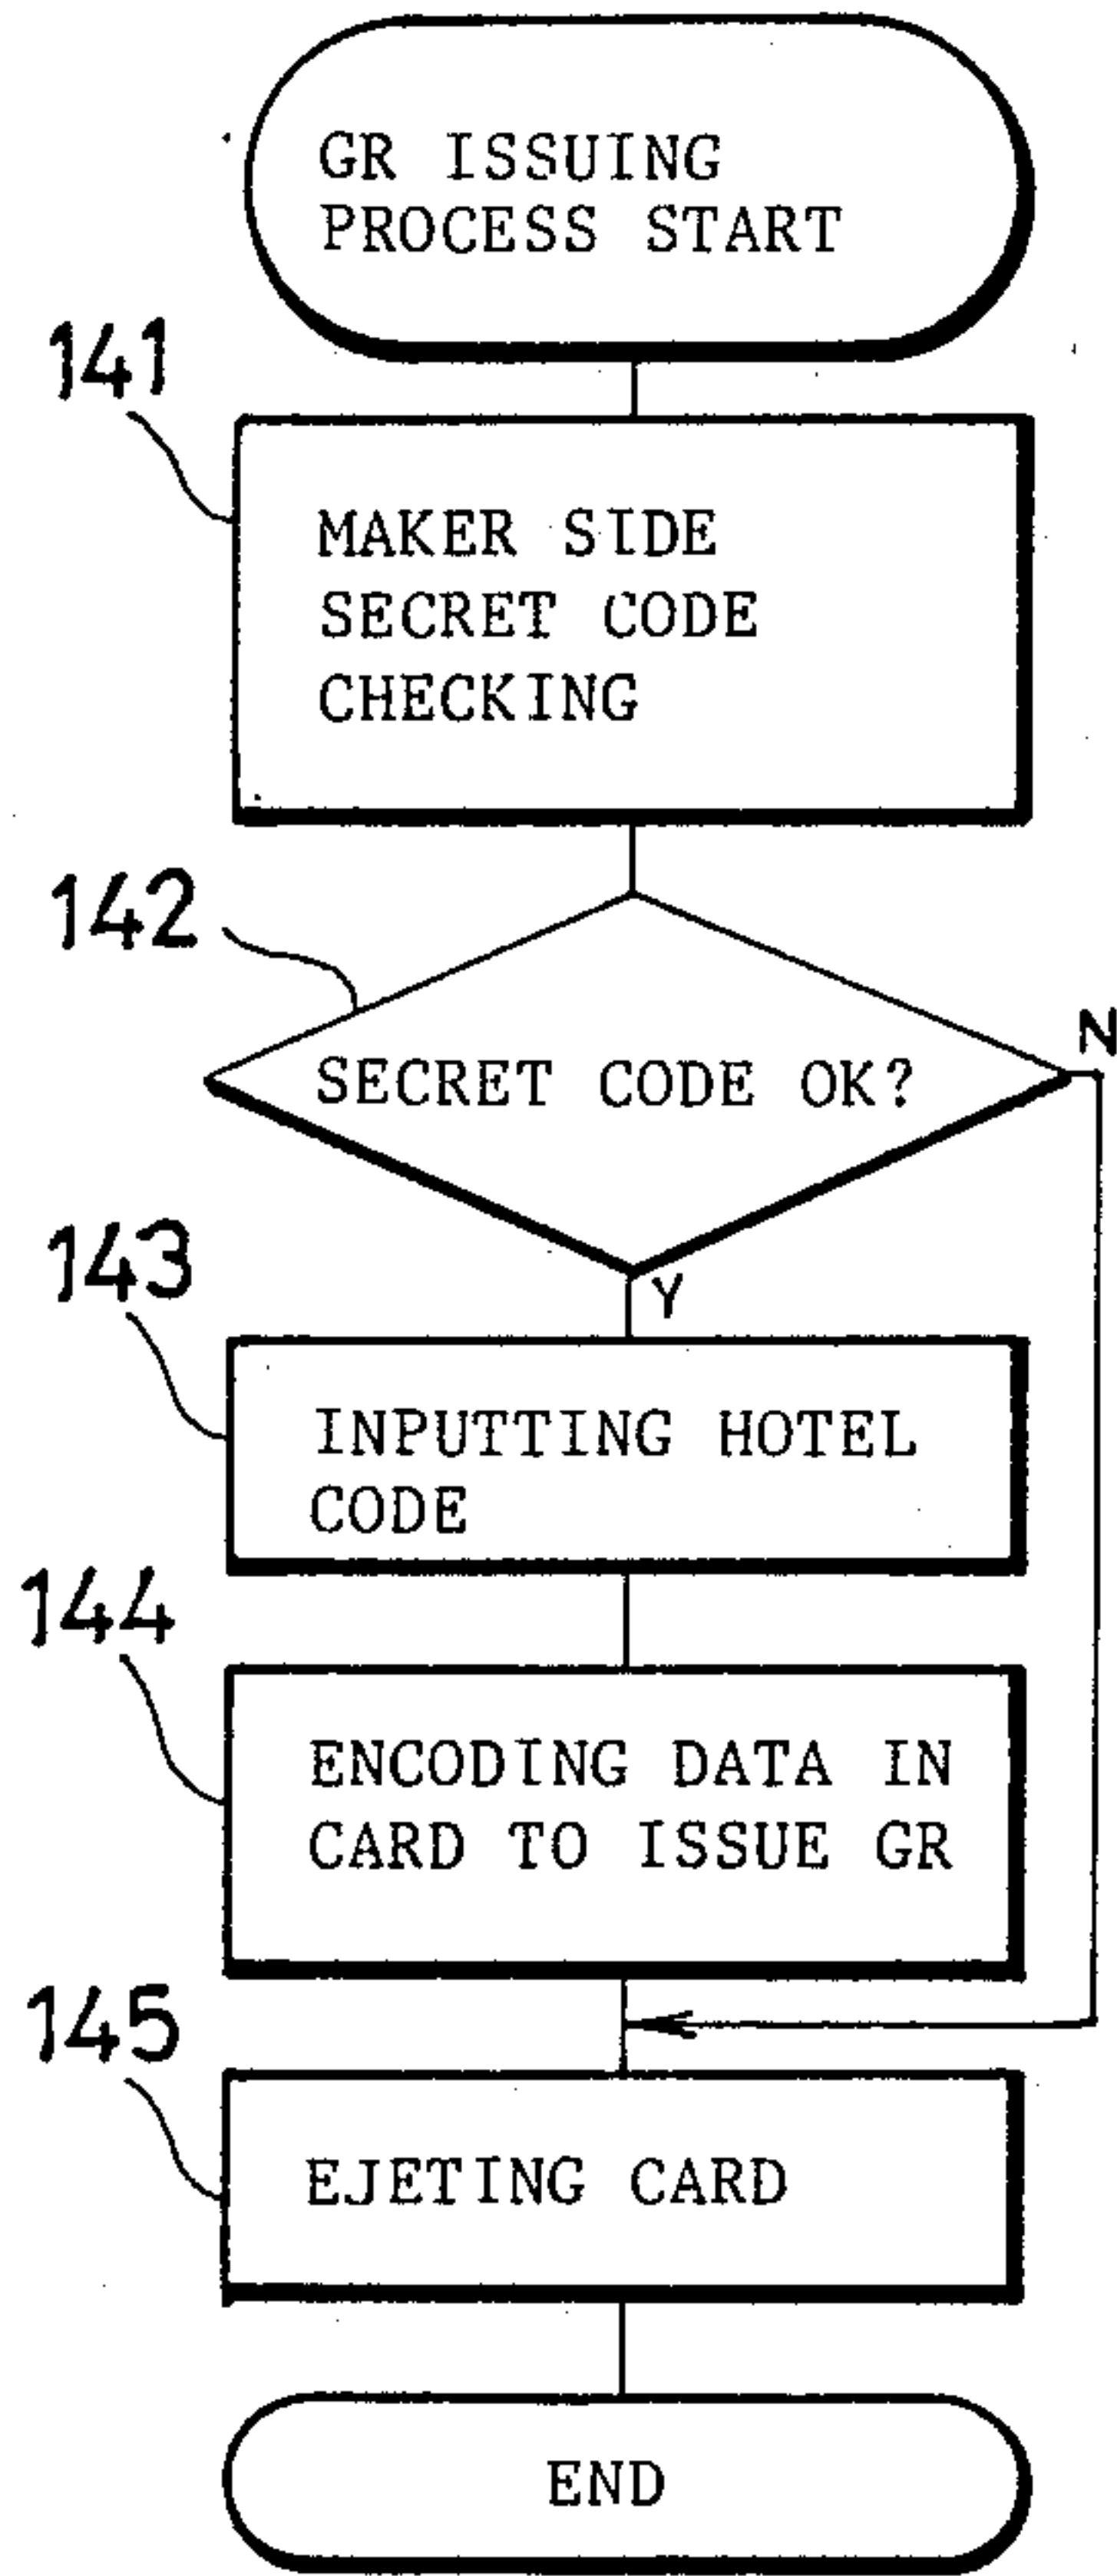 GR ISSUING
PROCESS START
141
MAKER SIDE
SECRET CODE
CHECKING
142
SECRET CODE OK?
N
Y
143
INPUTTING HOTEL
CODE
144
ENCODING DATA IN
CARD TO ISSUE GR
145
EJETING CARD
END